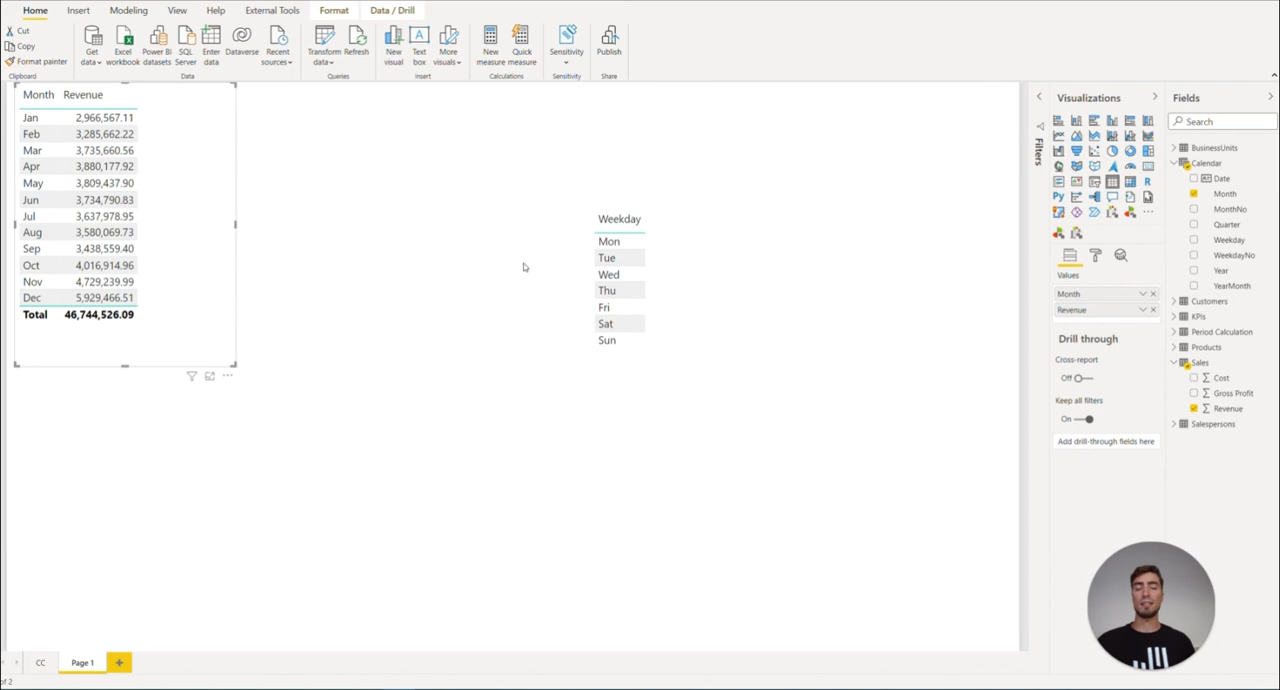 Home Insert Modeling View Help External Tools Format Data / Drill
Cut
Copy
Format painter
Clipboard
Get data
Excel workbook
Power BI datasets
SQL Server
Enter data
Dataverse
Recent sources
Data
Transform data
Refresh
Queries
New visual
Text box
More visuals
Insert
New measure
Quick measure
Calculations
Sensitivity
Sensitivity
Publish
Share
Month Revenue
Jan 2,966,567.11
Feb 3,285,662.22
Mar 3,735,660.56
Apr 3,880,177.92
May 3,809,437.90
Jun 3,734,790.83
Jul 3,637,978.95
Aug 3,580,069.73
Sep 3,438,559.40
Oct 4,016,914.96
Nov 4,729,239.99
Dec 5,929,466.51
Total 46,744,526.09
Weekday
Mon
Tue
Wed
Thu
Fri
Sat
Sun
Filters
Visualizations
R
Py
Values
Month
Revenue
Drill through
Cross-report
Off
Keep all filters
On
Add drill-through fields here
Fields
Search
BusinessUnits
Calendar
Date
Month
MonthNo
Quarter
Weekday
WeekdayNo
Year
YearMonth
Customers
KPIs
Period Calculation
Products
Sales
Σ Cost
Σ Gross Profit
Σ Revenue
Salespersons
CC Page 1 +
of 2